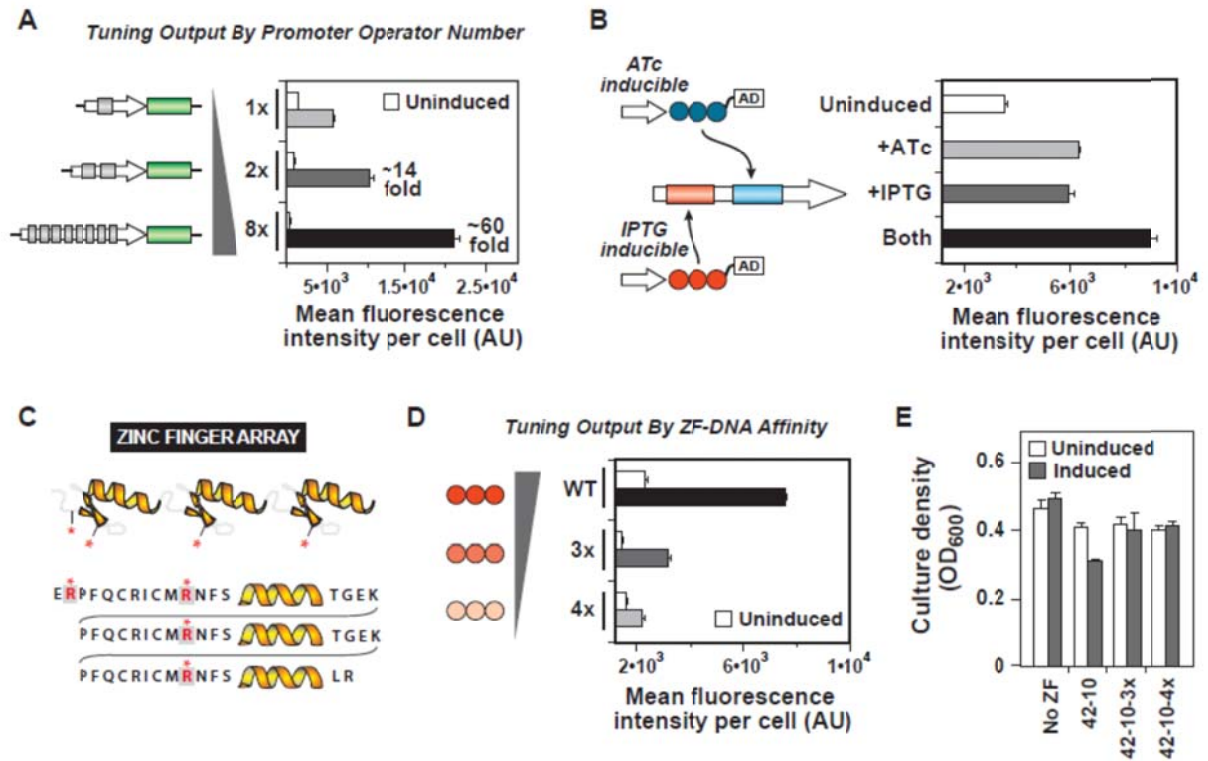 A
Tuning Output By Promoter Operator Number
1x
2x
8x
Uninduced
~14
fold
~60
fold
5•10³
1.5•10⁴
2.5•10⁴
Mean fluorescence
intensity per cell (AU)
B
ATc
inducible
AD
IPTG
inducible
AD
Uninduced
+ATc
+IPTG
Both
2•10³
6•10³
1•10⁴
Mean fluorescence
intensity per cell (AU)
C
ZINC FINGER ARRAY
* * * *
* *
ERPFQCRICMRNFS TGEK
*
PFQCRICMRNFS TGEK
*
PFQCRICMRNFS LR
D
Tuning Output By ZF-DNA Affinity
WT
3x
4x
Uninduced
2•10³
6•10³
1•10⁴
Mean fluorescence
intensity per cell (AU)
E
Culture density
(OD₆₀₀)
0.6
0.4
0.2
0
Uninduced
Induced
No ZF
42-10
42-10-3x
42-10-4x